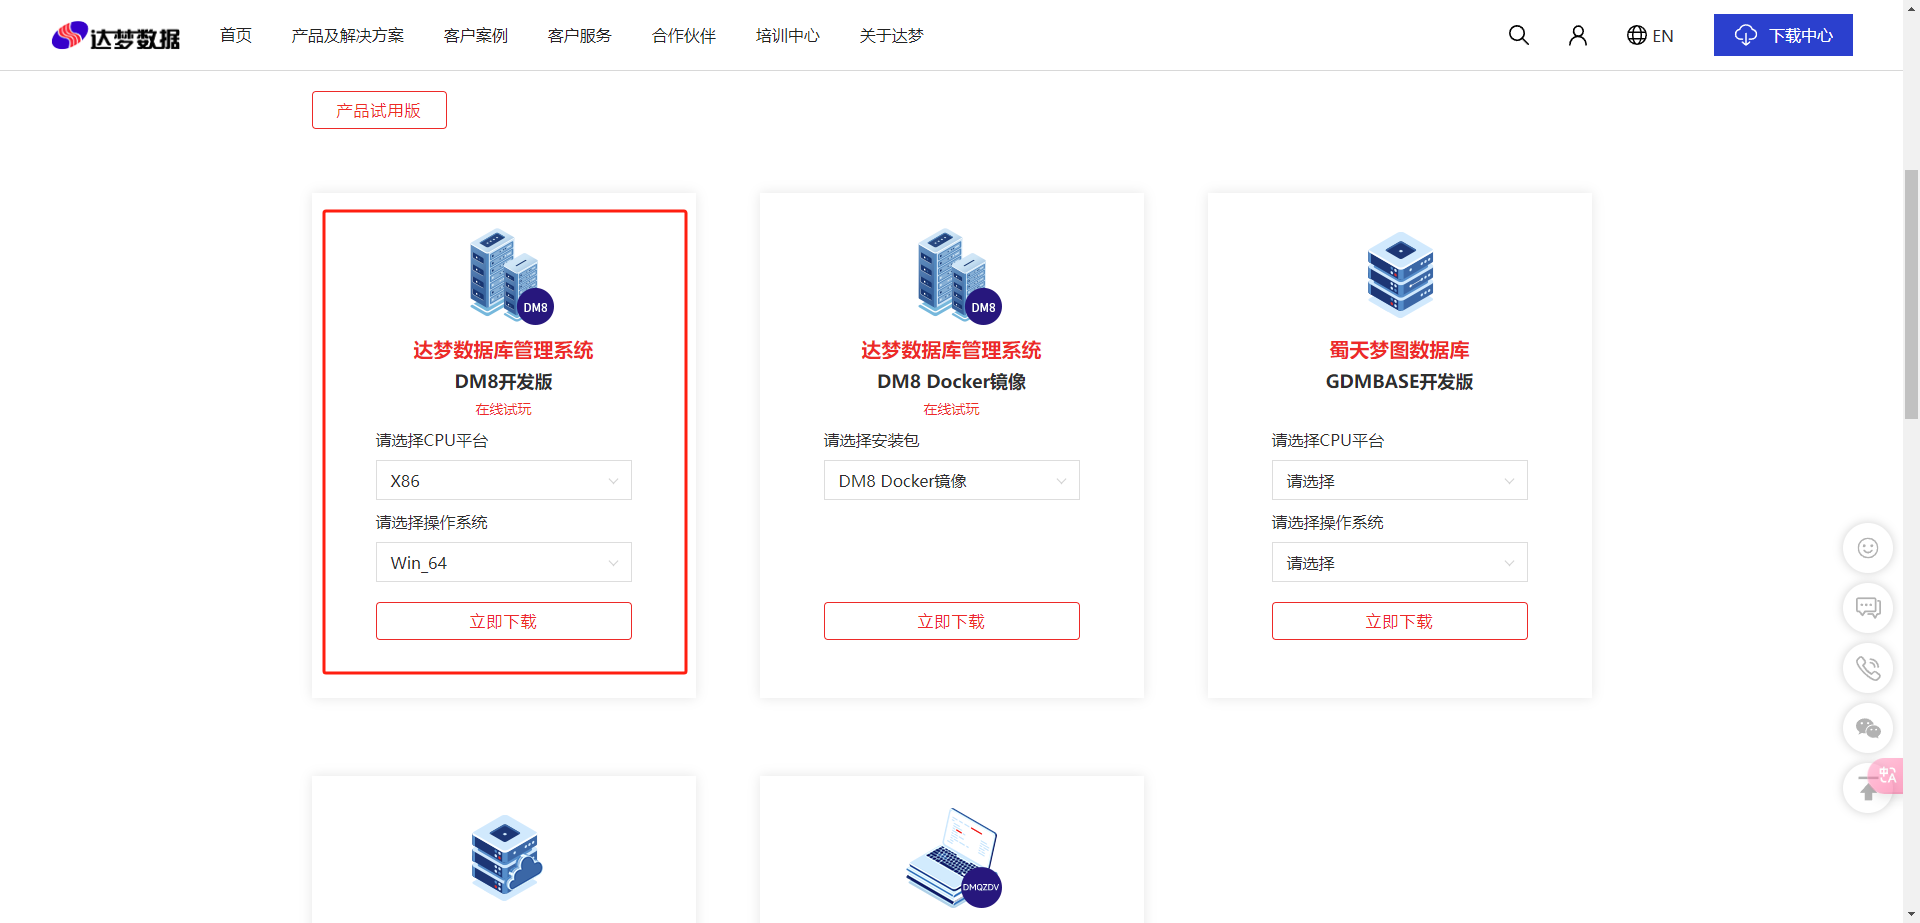 达梦数据 首页 产品及解决方案 客户案例 客户服务 合作伙伴 培训中心 关于达梦 EN 下载中心
产品试用版
DM8
达梦数据库管理系统
DM8开发版
在线试玩
请选择CPU平台
X86
请选择操作系统
Win_64
立即下载
DM8
达梦数据库管理系统
DM8 Docker镜像
在线试玩
请选择安装包
DM8 Docker镜像
立即下载
蜀天梦图数据库
GDMBASE开发版
请选择CPU平台
请选择
请选择操作系统
请选择
立即下载
DMQZDV
中A